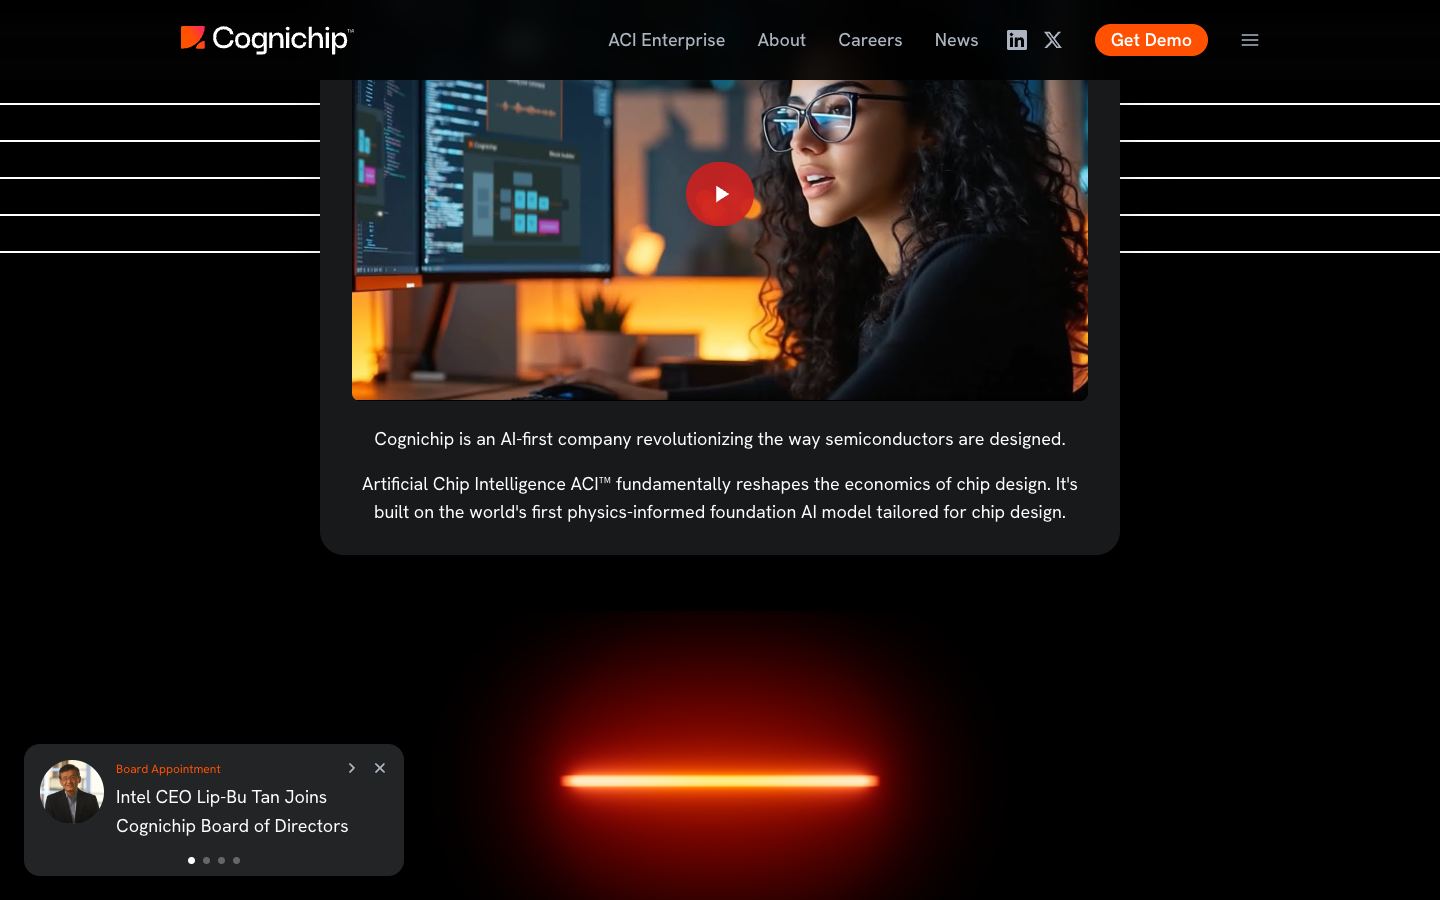 Cognichip™
ACI Enterprise
About
Careers
News
Get Demo
Cognichip is an AI-first company revolutionizing the way semiconductors are designed.
Artificial Chip Intelligence ACI™ fundamentally reshapes the economics of chip design. It's
built on the world's first physics-informed foundation AI model tailored for chip design.
Board Appointment
Intel CEO Lip-Bu Tan Joins
Cognichip Board of Directors